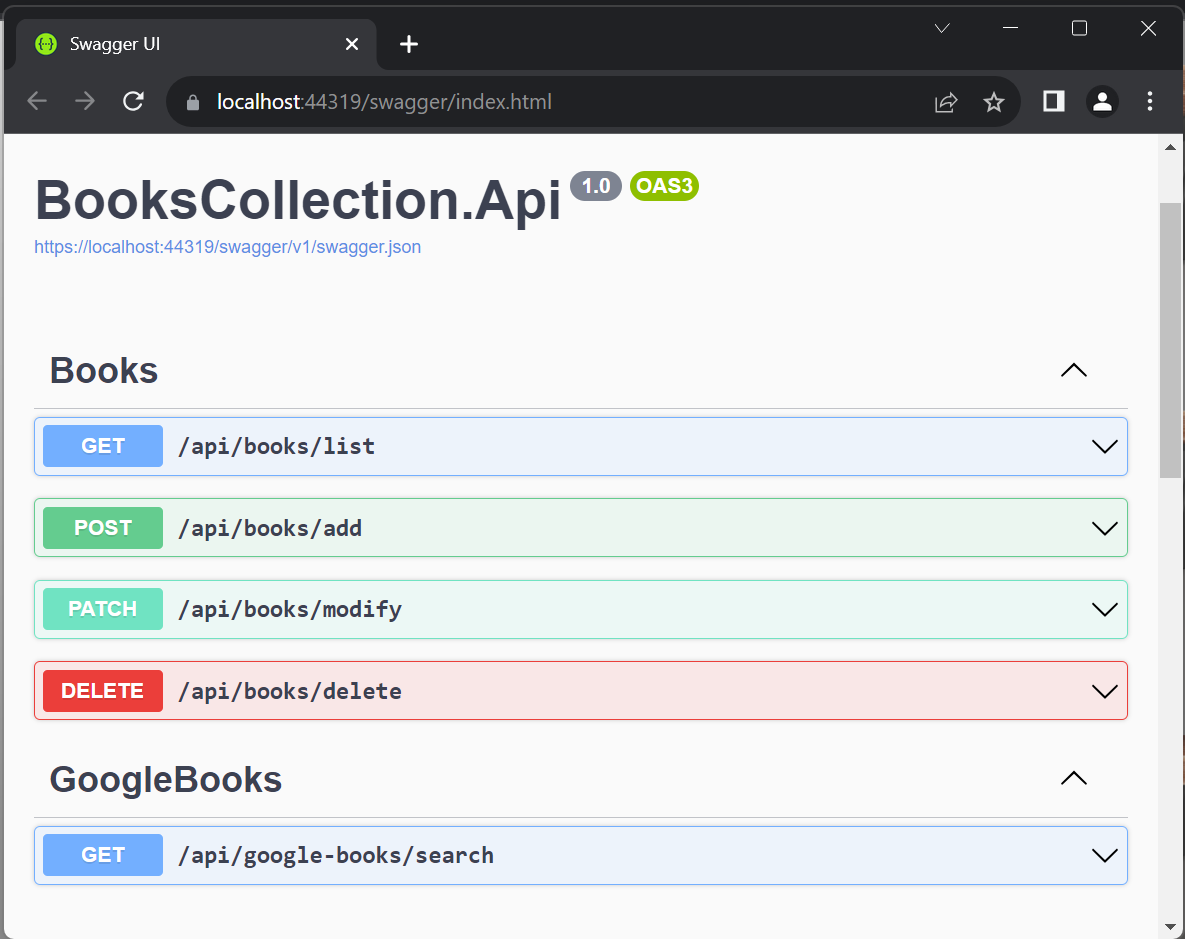 Swagger UI
localhost:44319/swagger/index.html
BooksCollection.Api 1.0 OAS3
https://localhost:44319/swagger/v1/swagger.json
Books
GET /api/books/list
POST /api/books/add
PATCH /api/books/modify
DELETE /api/books/delete
GoogleBooks
GET /api/google-books/search